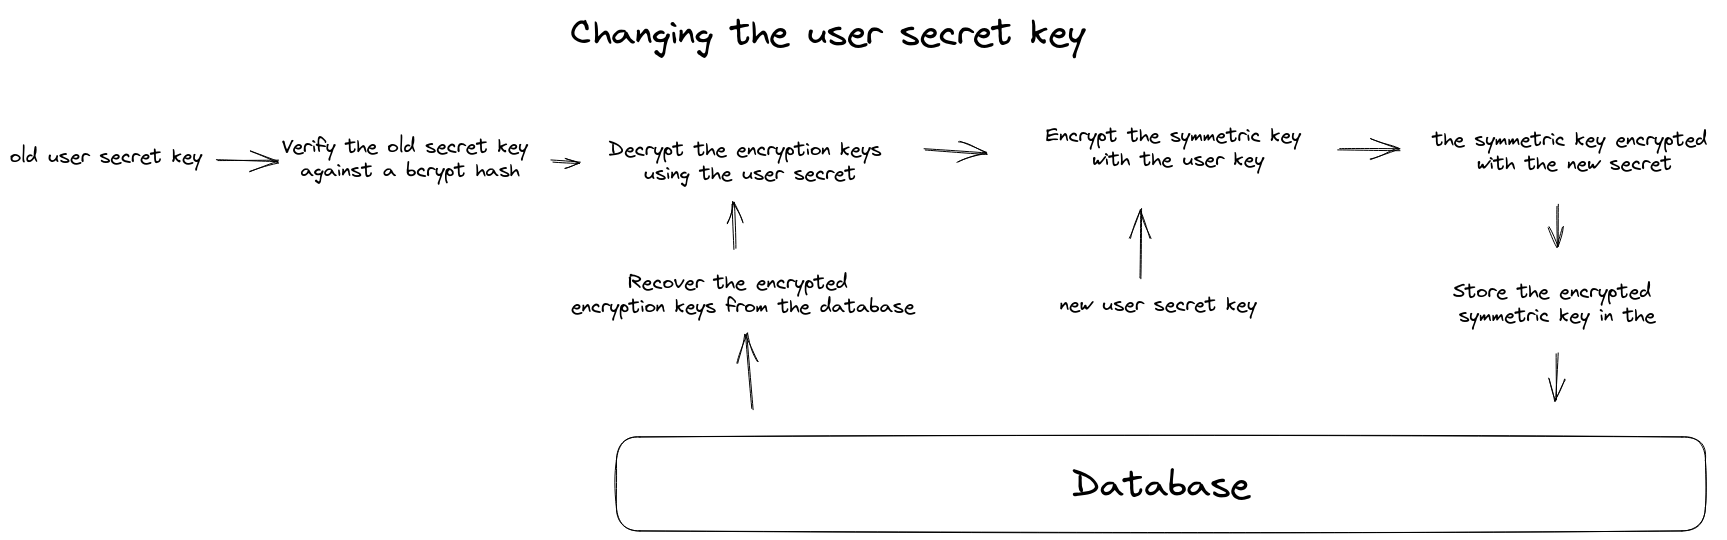 Changing the user secret key
old user secret key
Verify the old secret key
against a bcrypt hash
Decrypt the encryption keys
using the user secret
Encrypt the symmetric key
with the user key
the symmetric key encrypted
with the new secret
Recover the encrypted
encryption keys from the database
new user secret key
Store the encrypted
symmetric key in the
Database